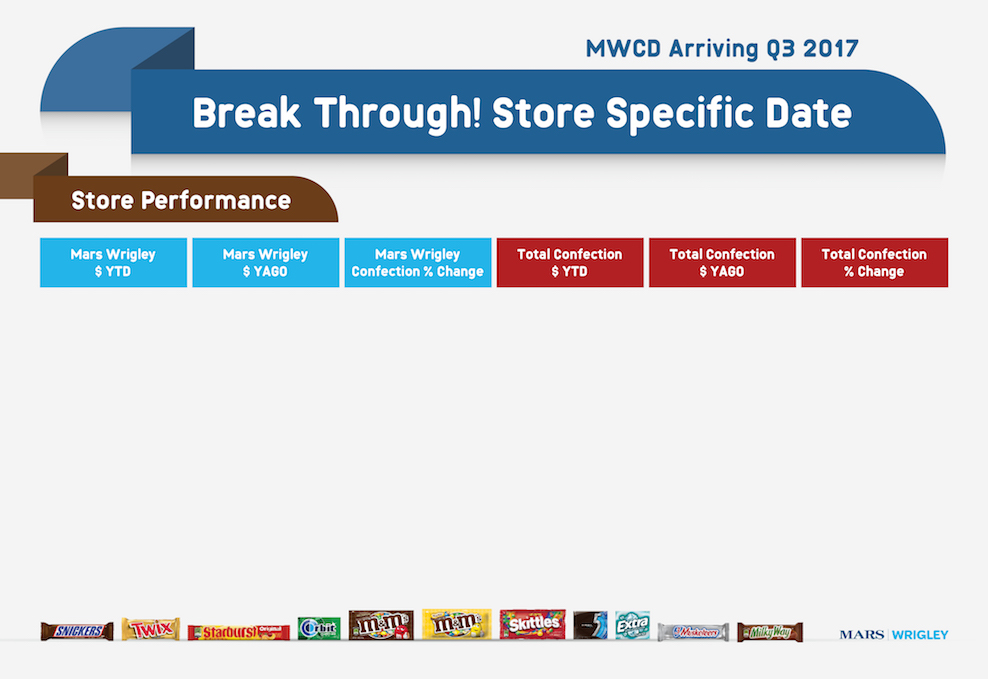 MWCD Arriving Q3 2017
Break Through! Store Specific Date
Store Performance
Mars Wrigley
$ YTD
Mars Wrigley
$ YAGO
Mars Wrigley
Confection % Change
Total Confection
$ YTD
Total Confection
$ YAGO
Total Confection
% Change
SNICKERS
TWIX
Starburst Original
Orbit
m&m's
m&m's
Skittles
5
Extra
3 Musketeers
Milky Way
MARS | WRIGLEY